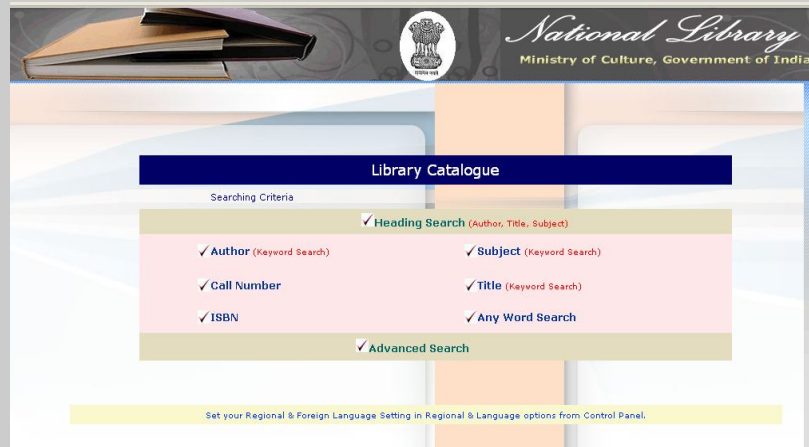 National Library
Ministry of Culture, Government of India
Library Catalogue
Searching Criteria
Heading Search (Author, Title, Subject)
Author (Keyword Search) Subject (Keyword Search)
Call Number Title (Keyword Search)
ISBN Any Word Search
Advanced Search
Set your Regional & Foreign Language Setting in Regional & Language options from Control Panel.